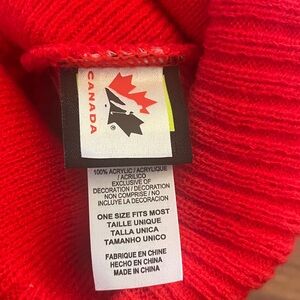 CANADA
®
100% ACRYLIC / ACRYLIQUE
/ ACRILICO
EXCLUSIVE OF
DECORATION / DECORATION
NON COMPRISE / NO
INCLUYE LA DECORACION
ONE SIZE FITS MOST
TAILLE UNIQUE
TALLA UNICA
TAMANHO UNICO
FABRIQUE EN CHINE
HECHO EN CHINA
MADE IN CHINA